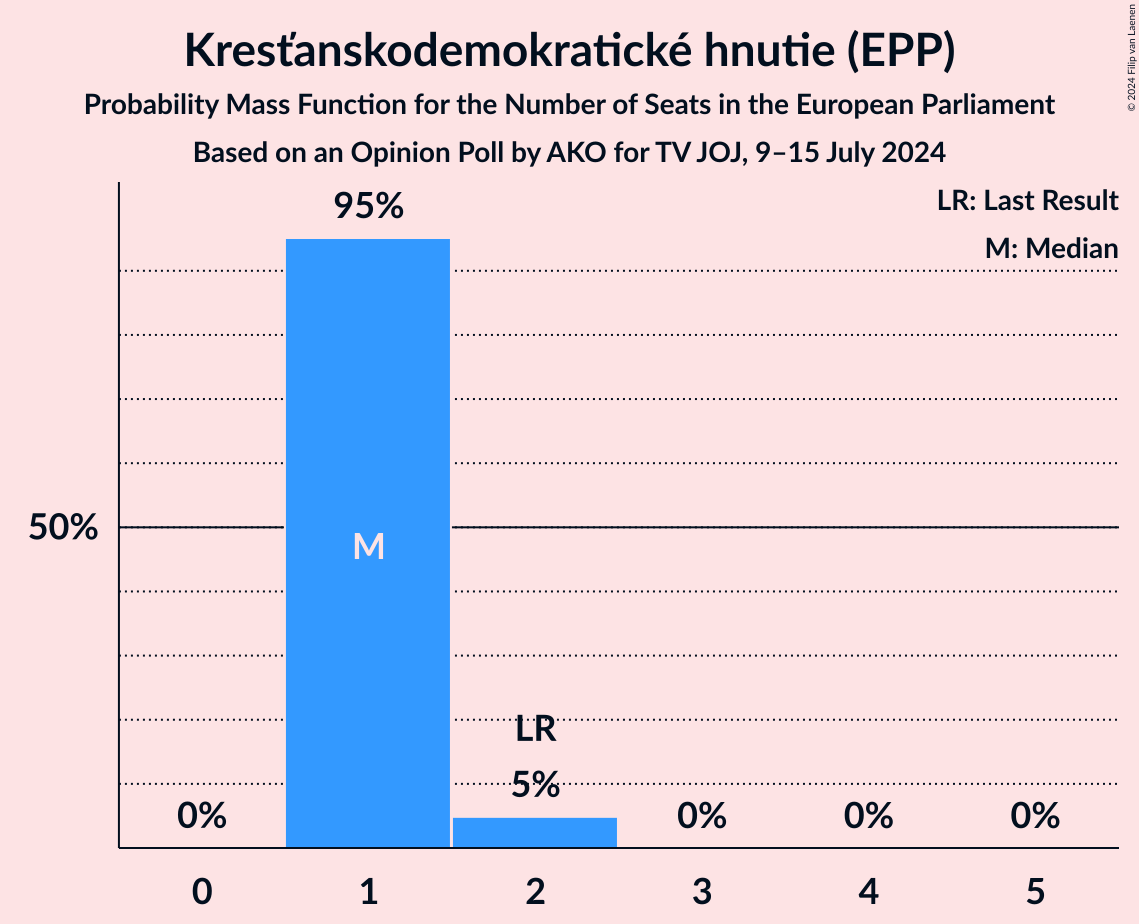 Kresťanskodemokratické hnutie (EPP)
Probability Mass Function for the Number of Seats in the European Parliament
Based on an Opinion Poll by AKO for TV JOJ, 9–15 July 2024
© 2024 Filip van Laenen
LR: Last Result
M: Median
95%
50%
M
LR
0%
5%
0%
0%
0%
0
1
2
3
4
5